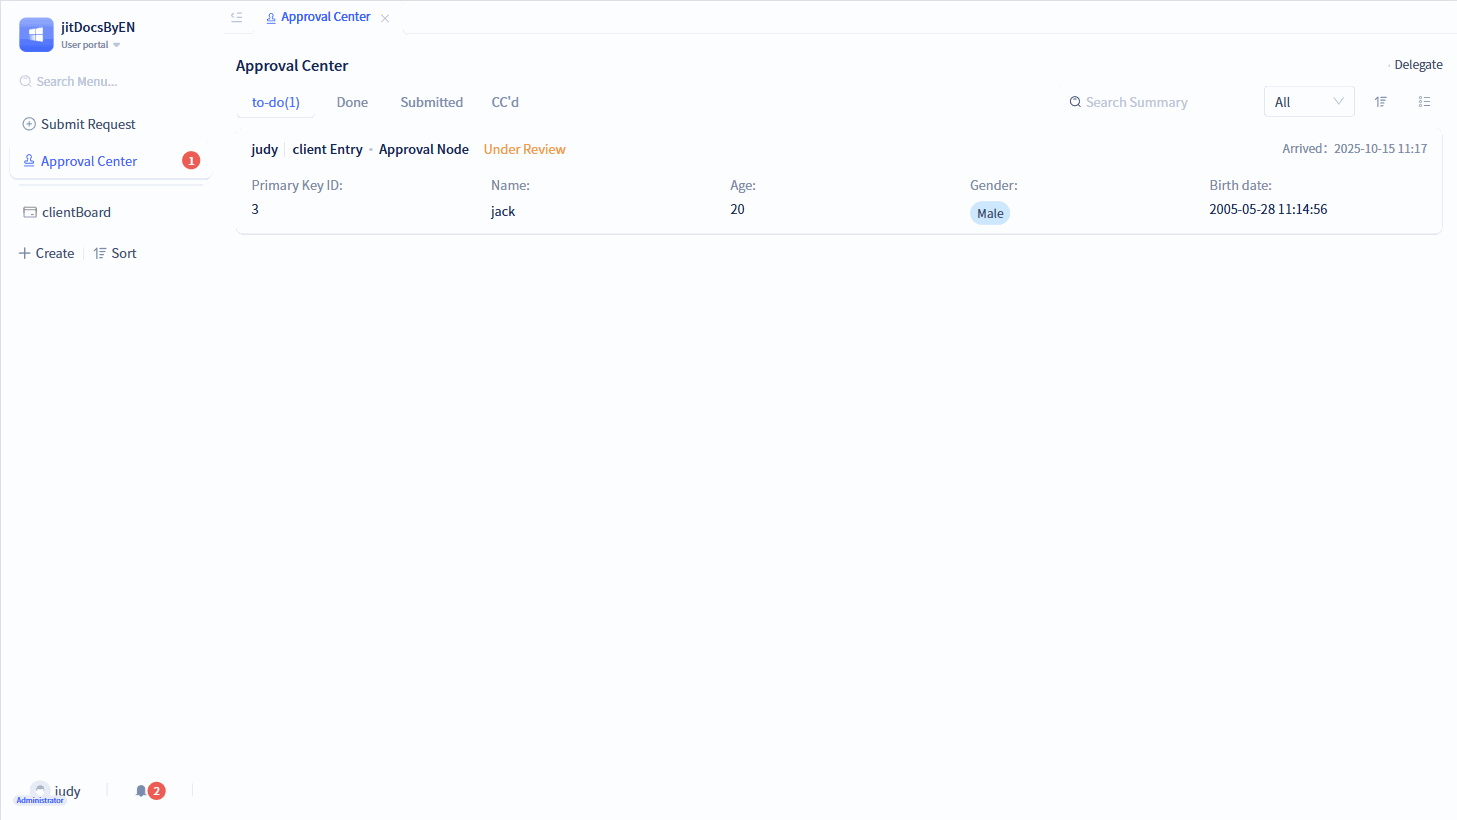 jitDocsByEN
User portal
Search Menu...
Submit Request
Approval Center 1
clientBoard
Create Sort
judy
Administrator
2
Approval Center
Approval Center
Delegate
to-do(1) Done Submitted CC'd
Search Summary
All
judy client Entry • Approval Node Under Review
Arrived： 2025-10-15 11:17
Primary Key ID: Name: Age: Gender: Birth date:
3 jack 20 Male 2005-05-28 11:14:56